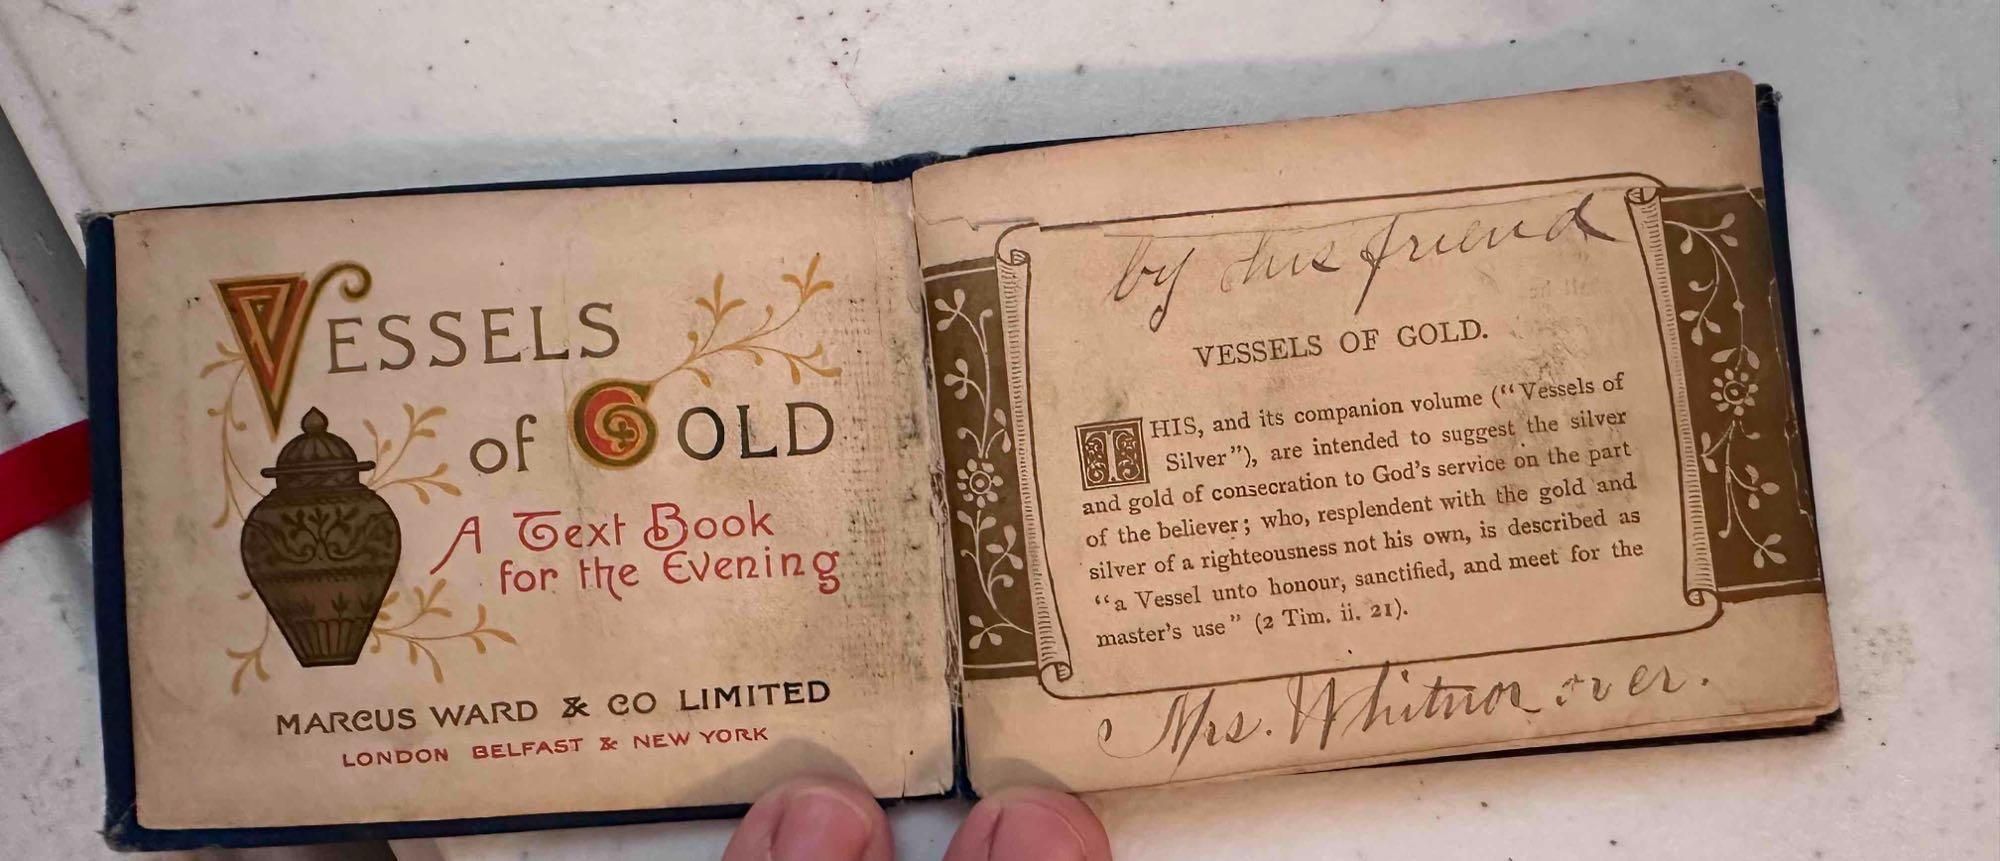 VESSELS
of GOLD
A Text Book
for the Evening
MARCUS WARD & CO LIMITED
LONDON BELFAST & NEW YORK
by his friend
VESSELS OF GOLD.
THIS, and its companion volume (“Vessels of
Silver”), are intended to suggest the silver
and gold of consecration to God’s service on the part
of the believer; who, resplendent with the gold and
silver of a righteousness not his own, is described as
“a Vessel unto honour, sanctified, and meet for the
master’s use” (2 Tim. ii. 21).
Mrs. over.